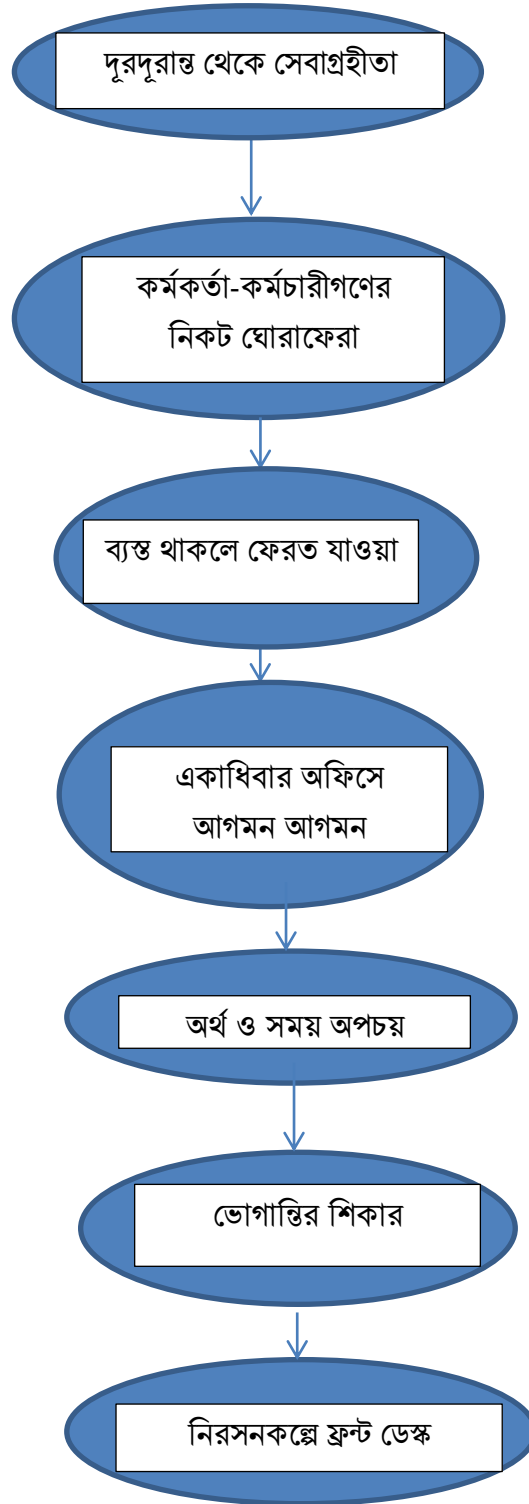 দূরদূরান্ত থেকে সেবাগ্রহীতা
কর্মকর্তা-কর্মচারীগণের
নিকট ঘোরাফেরা
ব্যস্ত থাকলে ফেরত যাওয়া
একাধিবার অফিসে
আগমন আগমন
অর্থ ও সময় অপচয়
ভোগান্তির শিকার
নিরসনকল্পে ফ্রন্ট ডেস্ক